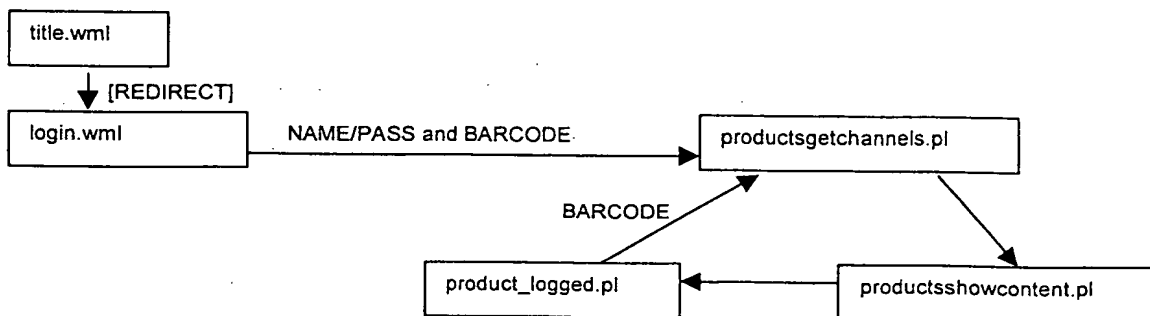 title.wml
[REDIRECT]
login.wml
NAME/PASS and BARCODE
productsgetchannels.pl
BARCODE
product_logged.pl
productsshowcontent.pl